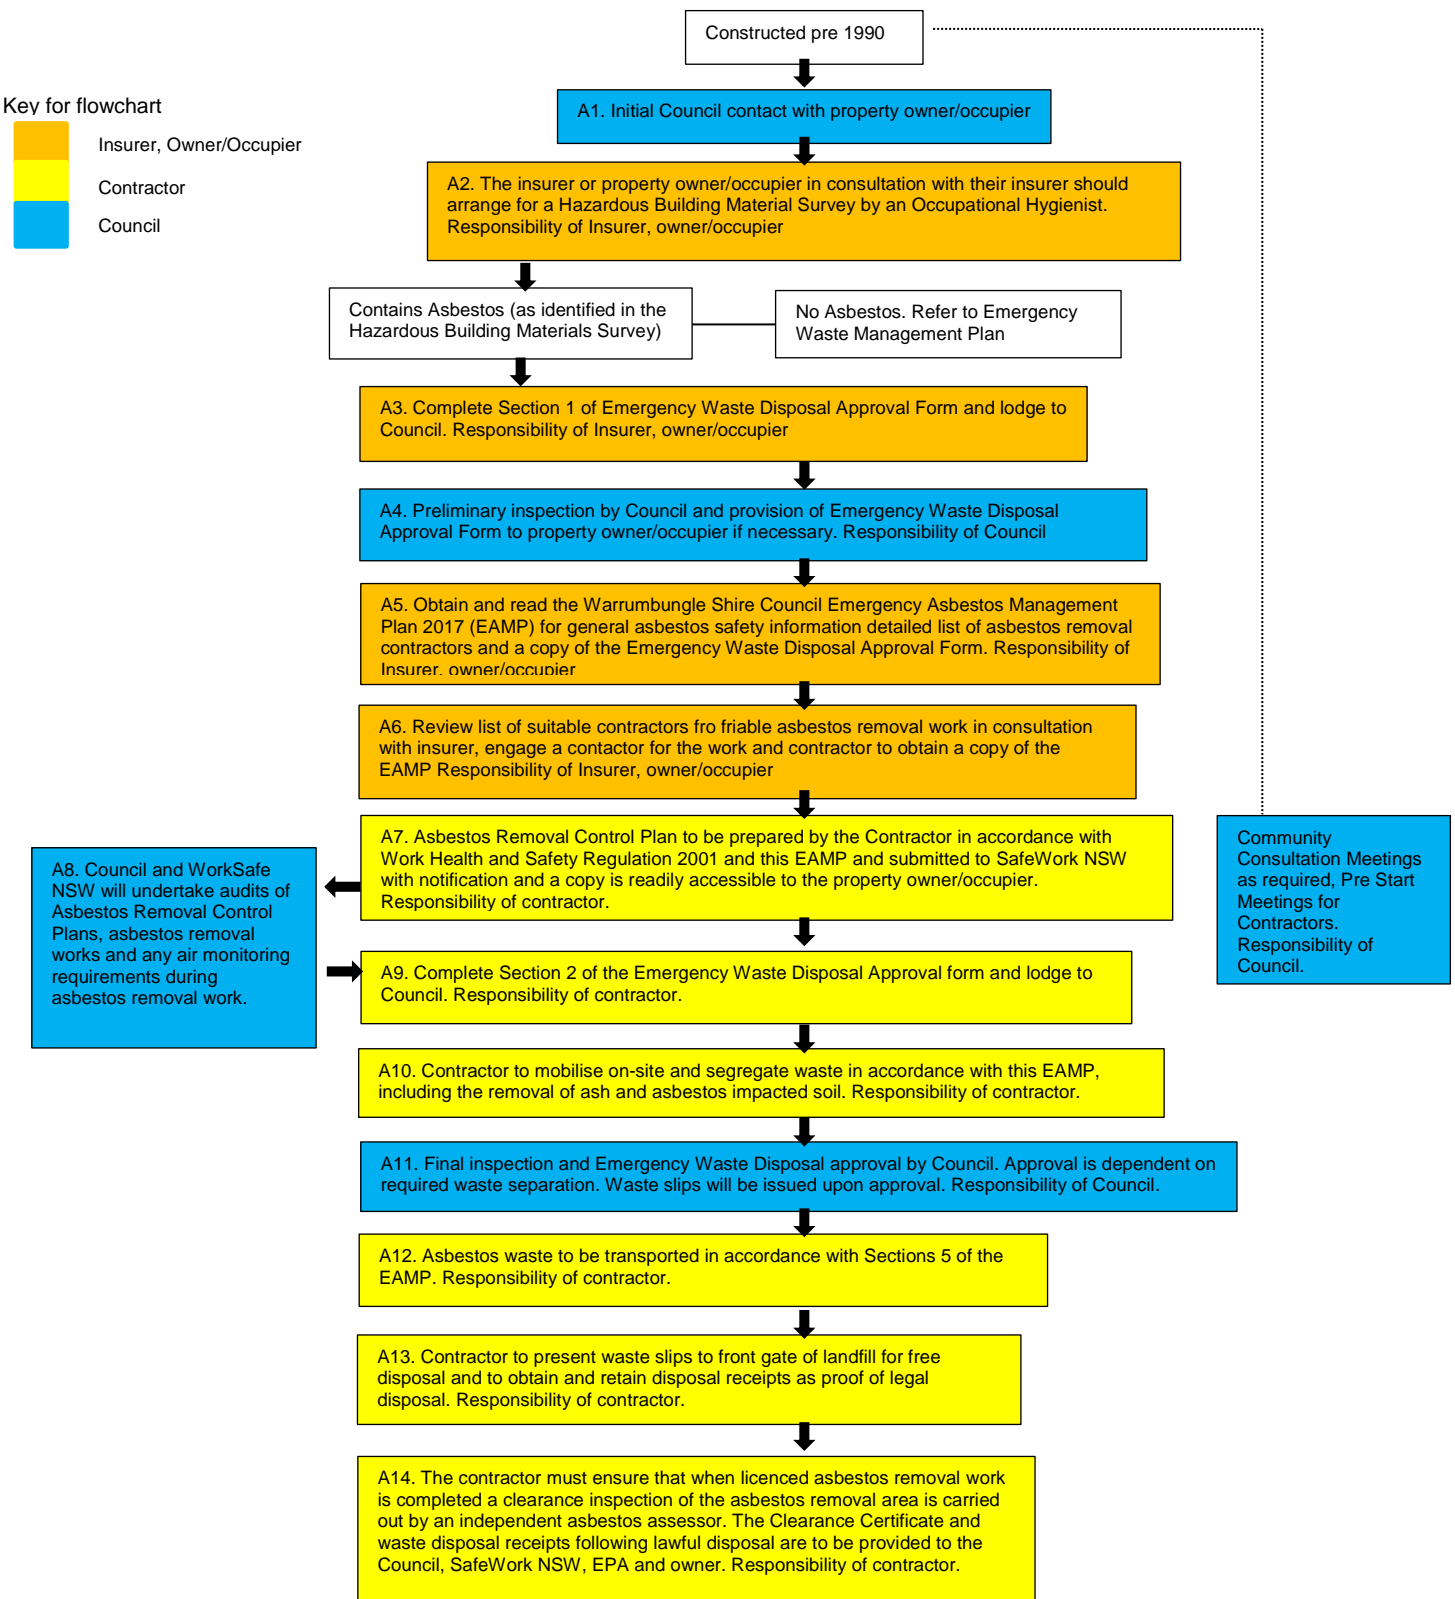 Constructed pre 1990
Key for flowchart
Insurer, Owner/Occupier
Contractor
Council
A1. Initial Council contact with property owner/occupier
A2. The insurer or property owner/occupier in consultation with their insurer should
arrange for a Hazardous Building Material Survey by an Occupational Hygienist.
Responsibility of Insurer, owner/occupier
Contains Asbestos (as identified in the
Hazardous Building Materials Survey)
No Asbestos. Refer to Emergency
Waste Management Plan
A3. Complete Section 1 of Emergency Waste Disposal Approval Form and lodge to
Council. Responsibility of Insurer, owner/occupier
A4. Preliminary inspection by Council and provision of Emergency Waste Disposal
Approval Form to property owner/occupier if necessary. Responsibility of Council
A5. Obtain and read the Warrumbungle Shire Council Emergency Asbestos Management
Plan 2017 (EAMP) for general asbestos safety information detailed list of asbestos removal
contractors and a copy of the Emergency Waste Disposal Approval Form. Responsibility of
Insurer, owner/occupier
A6. Review list of suitable contractors fro friable asbestos removal work in consultation
with insurer, engage a contactor for the work and contractor to obtain a copy of the
EAMP Responsibility of Insurer, owner/occupier
A7. Asbestos Removal Control Plan to be prepared by the Contractor in accordance with
Work Health and Safety Regulation 2001 and this EAMP and submitted to SafeWork NSW
with notification and a copy is readily accessible to the property owner/occupier.
Responsibility of contractor.
A8. Council and WorkSafe
NSW will undertake audits of
Asbestos Removal Control
Plans, asbestos removal
works and any air monitoring
requirements during
asbestos removal work.
Community
Consultation Meetings
as required, Pre Start
Meetings for
Contractors.
Responsibility of
Council.
A9. Complete Section 2 of the Emergency Waste Disposal Approval form and lodge to
Council. Responsibility of contractor.
A10. Contractor to mobilise on-site and segregate waste in accordance with this EAMP,
including the removal of ash and asbestos impacted soil. Responsibility of contractor.
A11. Final inspection and Emergency Waste Disposal approval by Council. Approval is dependent on
required waste separation. Waste slips will be issued upon approval. Responsibility of Council.
A12. Asbestos waste to be transported in accordance with Sections 5 of the
EAMP. Responsibility of contractor.
A13. Contractor to present waste slips to front gate of landfill for free
disposal and to obtain and retain disposal receipts as proof of legal
disposal. Responsibility of contractor.
A14. The contractor must ensure that when licenced asbestos removal work
is completed a clearance inspection of the asbestos removal area is carried
out by an independent asbestos assessor. The Clearance Certificate and
waste disposal receipts following lawful disposal are to be provided to the
Council, SafeWork NSW, EPA and owner. Responsibility of contractor.